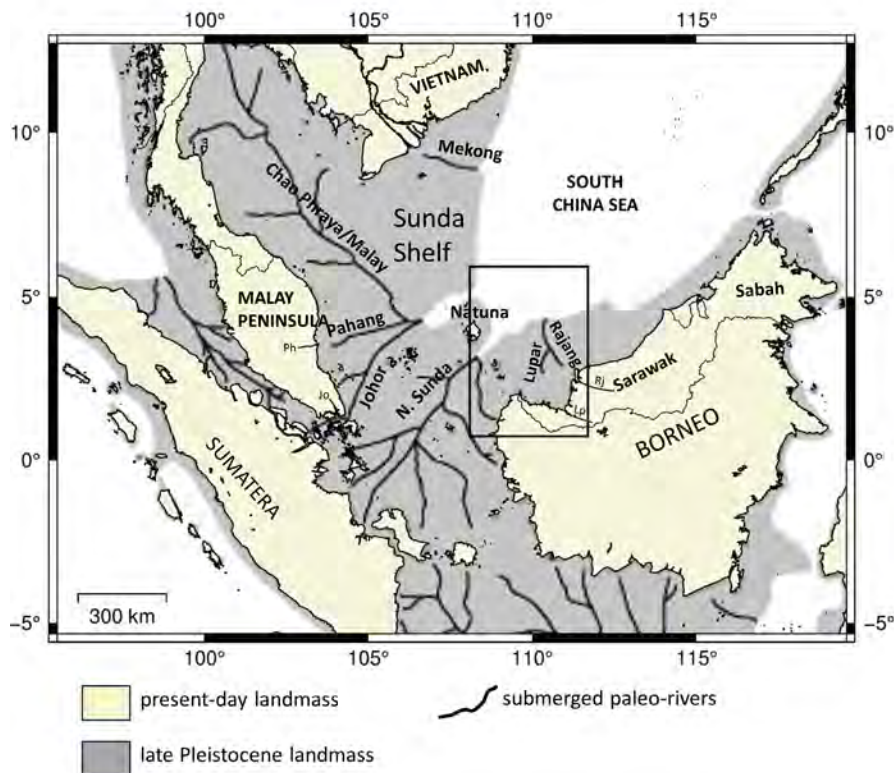 100° 105° 110° 115°
VIETNAM.
10° 10°
Mekong
Chao Phraya/Malay
SOUTH
CHINA SEA
Sunda
Shelf
5° 5°
D.
MALAY
PENINSULA
Natuna
Sabah
Pahang
Ph
Lupar
Rajang
Johor
Jo.
N. Sunda
Rj
Sarawak
Lp
BORNEO
0° 0°
SUMATERA
300 km
−5° −5°
100° 105° 110° 115°
present-day landmass
submerged paleo-rivers
late Pleistocene landmass